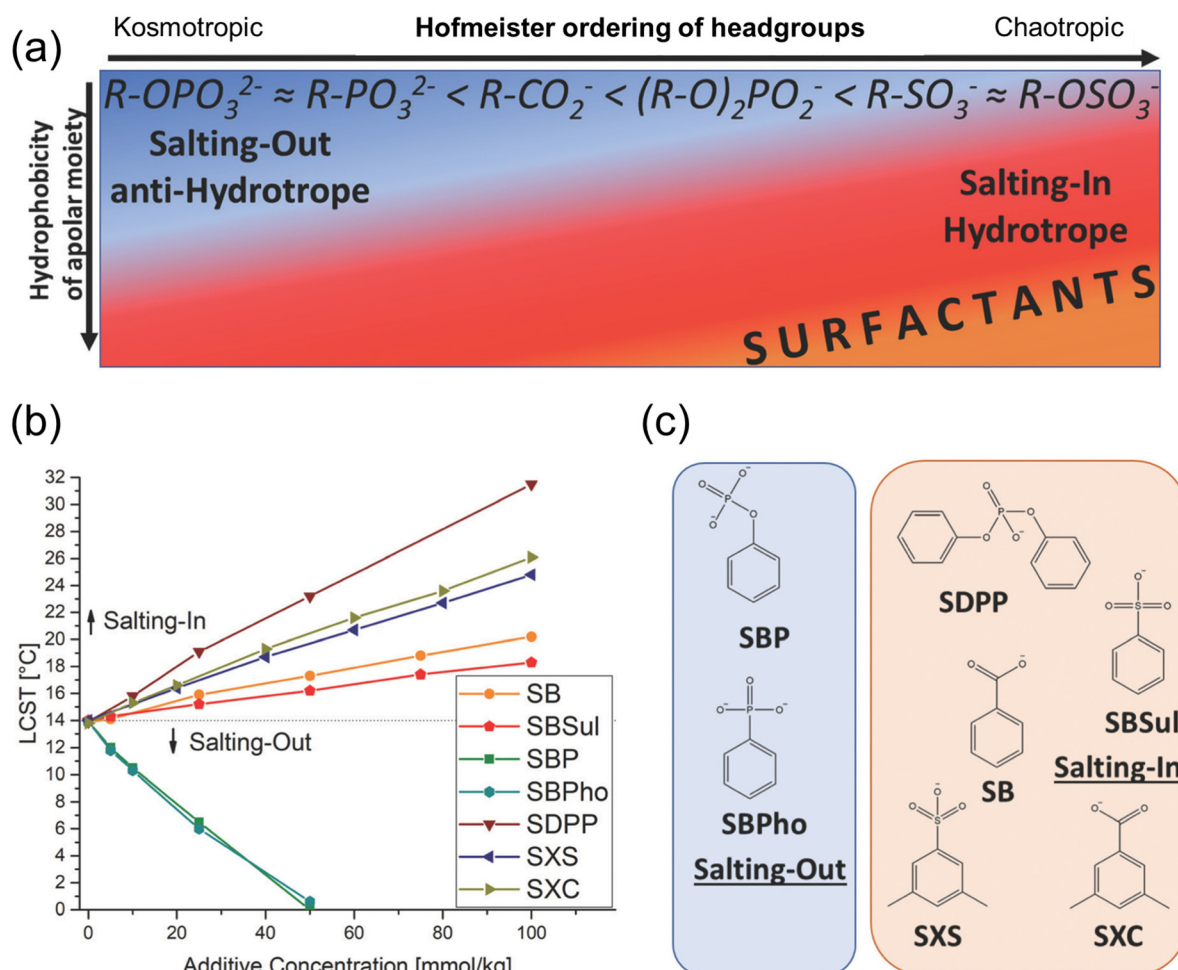 (a)
Kosmotropic Hofmeister ordering of headgroups Chaotropic
Hydrophobicity
of apolar moiety
R-OPO₃²⁻ ≈ R-PO₃²⁻ < R-CO₂⁻ < (R-O)₂PO₂⁻ < R-SO₃⁻ ≈ R-OSO₃⁻
Salting-Out
anti-Hydrotrope
Salting-In
Hydrotrope
SURFACTANTS
(b)
LCST [°C]
32
30
28
26
24
22
20
18
16
14
12
10
8
6
4
2
0
Salting-In
Salting-Out
SB
SBSul
SBP
SBPho
SDPP
SXS
SXC
0 20 40 60 80 100
Additive Concentration [mmol/kg]
(c)
O⁻
O P O
⁻O
SBP
O
⁻O P O⁻
SBPho
Salting-Out
O
P O
O O⁻
SDPP
O⁻
O S O
SBSul
O O⁻
SB
Salting-In
O⁻
O S O
SXS
⁻O O
SXC